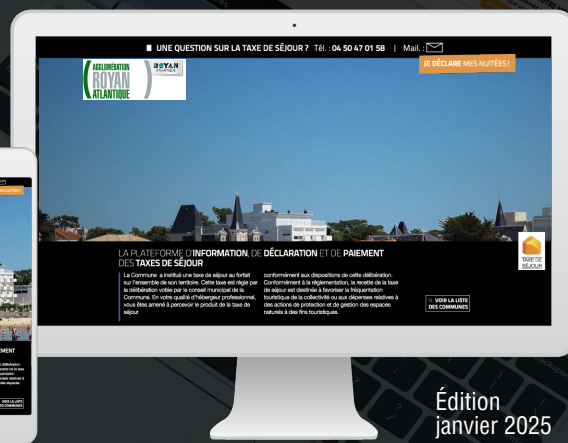 UNE QUESTION SUR LA TAXE DE SÉJOUR ? Tél. : 04 50 47 01 58 | Mail. :
JE DÉCLARE MES NUITÉES !
AGGLOMÉRATION
ROYAN
ATLANTIQUE
ROYAN
ATLANTIQUE
LA PLATEFORME D'INFORMATION, DE DÉCLARATION ET DE PAIEMENT
DES TAXES DE SÉJOUR
La Commune a institué une taxe de séjour au forfait
sur l'ensemble de son territoire. Cette taxe est régie par
la délibération votée par le conseil municipal de la
Commune. En votre qualité d'hébergeur professionnel,
vous êtes amené à percevoir le produit de la taxe de
séjour
conformément aux dispositions de cette délibération.
Conformément à la réglementation, la recette de la taxe
de séjour est destinée à favoriser la fréquentation
touristique de la collectivité ou aux dépenses relatives à
des actions de protection et de gestion des espaces
naturels à des fins touristiques.
TAXE DE
SÉJOUR
VOIR LA LISTE
DES COMMUNES
VOIR LA LISTE
DES COMMUNES
Édition
janvier 2025